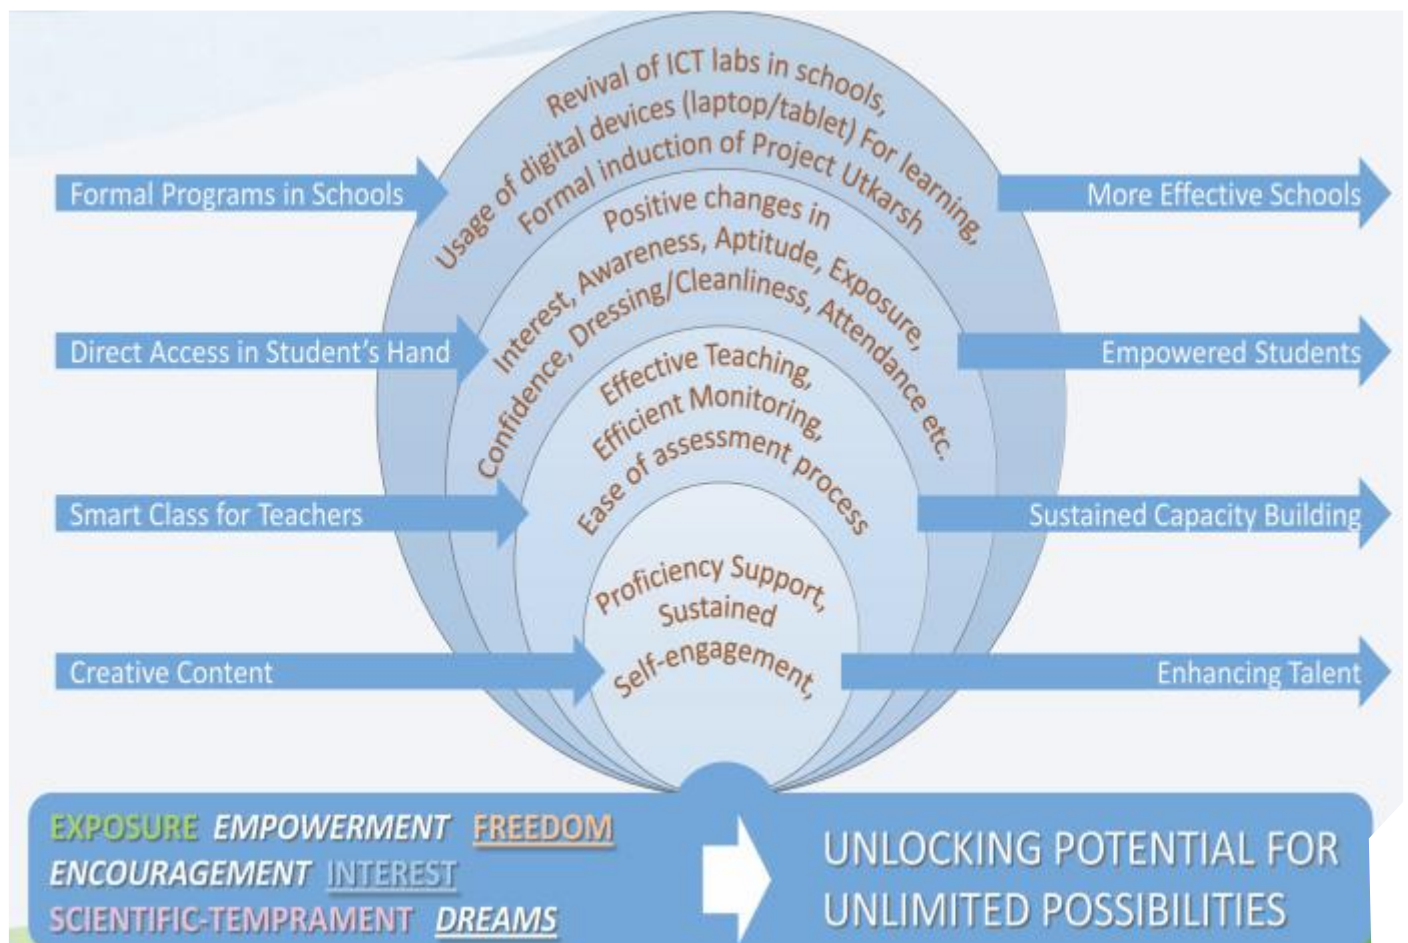 Revival of ICT labs in schools,
Usage of digital devices (laptop/tablet) For learning,
Formal induction of Project Utkarsh
Formal Programs in Schools
More Effective Schools
Positive changes in
Interest, Awareness, Aptitude, Exposure,
Confidence, Dressing/Cleanliness, Attendance etc.
Direct Access in Student's Hand
Empowered Students
Effective Teaching,
Efficient Monitoring,
Ease of assessment process
Smart Class for Teachers
Sustained Capacity Building
Proficiency Support,
Sustained
Self-engagement,
Creative Content
Enhancing Talent
EXPOSURE EMPOWERMENT FREEDOM
ENCOURAGEMENT INTEREST
SCIENTIFIC-TEMPRAMENT DREAMS
UNLOCKING POTENTIAL FOR
UNLIMITED POSSIBILITIES